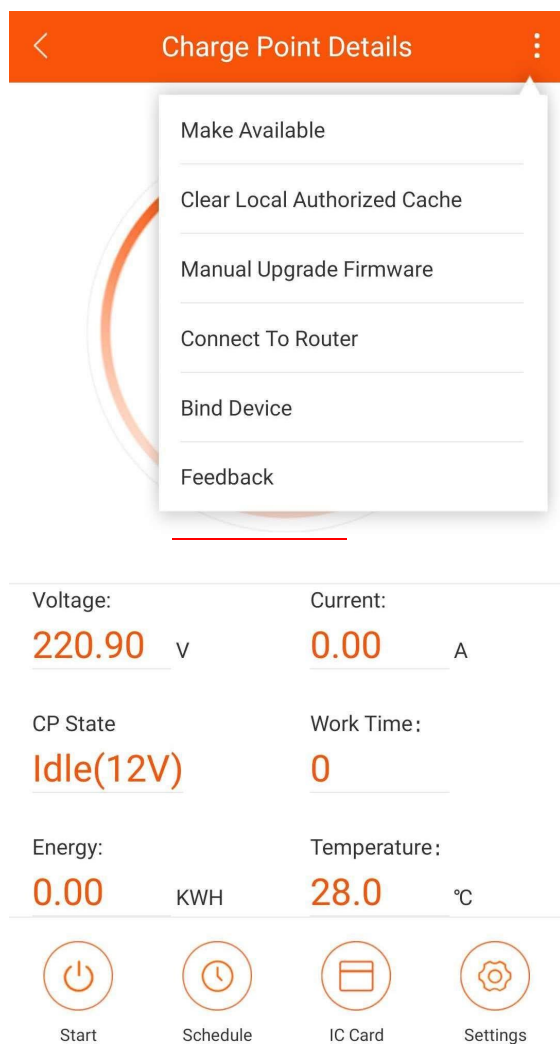 Charge Point Details
Make Available
Clear Local Authorized Cache
Manual Upgrade Firmware
Connect To Router
Bind Device
Feedback
Voltage: Current:
220.90 V 0.00 A
CP State Work Time:
Idle(12V) 0
Energy: Temperature:
0.00 KWH 28.0 ℃
Start Schedule IC Card Settings